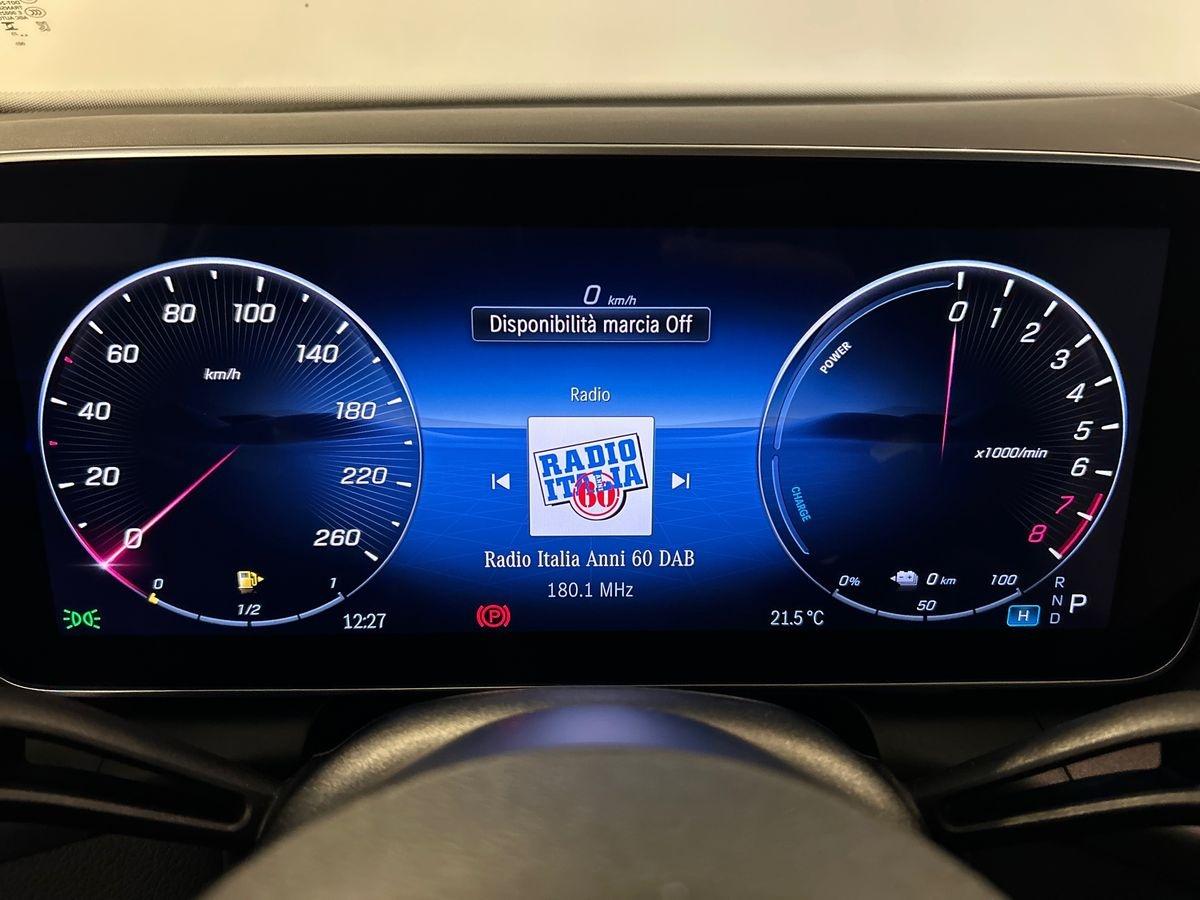 0 km/h
Disponibilità marcia Off
80
100
60
140
km/h
40
180
20
220
0
260
0
1/2
1
12:27
Radio
RADIO
ITALIA
ANNI
60
Radio Italia Anni 60 DAB
180.1 MHz
P
21.5 °C
POWER
CHARGE
0
1
2
3
4
5
6
7
8
x1000/min
0%
0 km
100
50
H
R
N
D
P